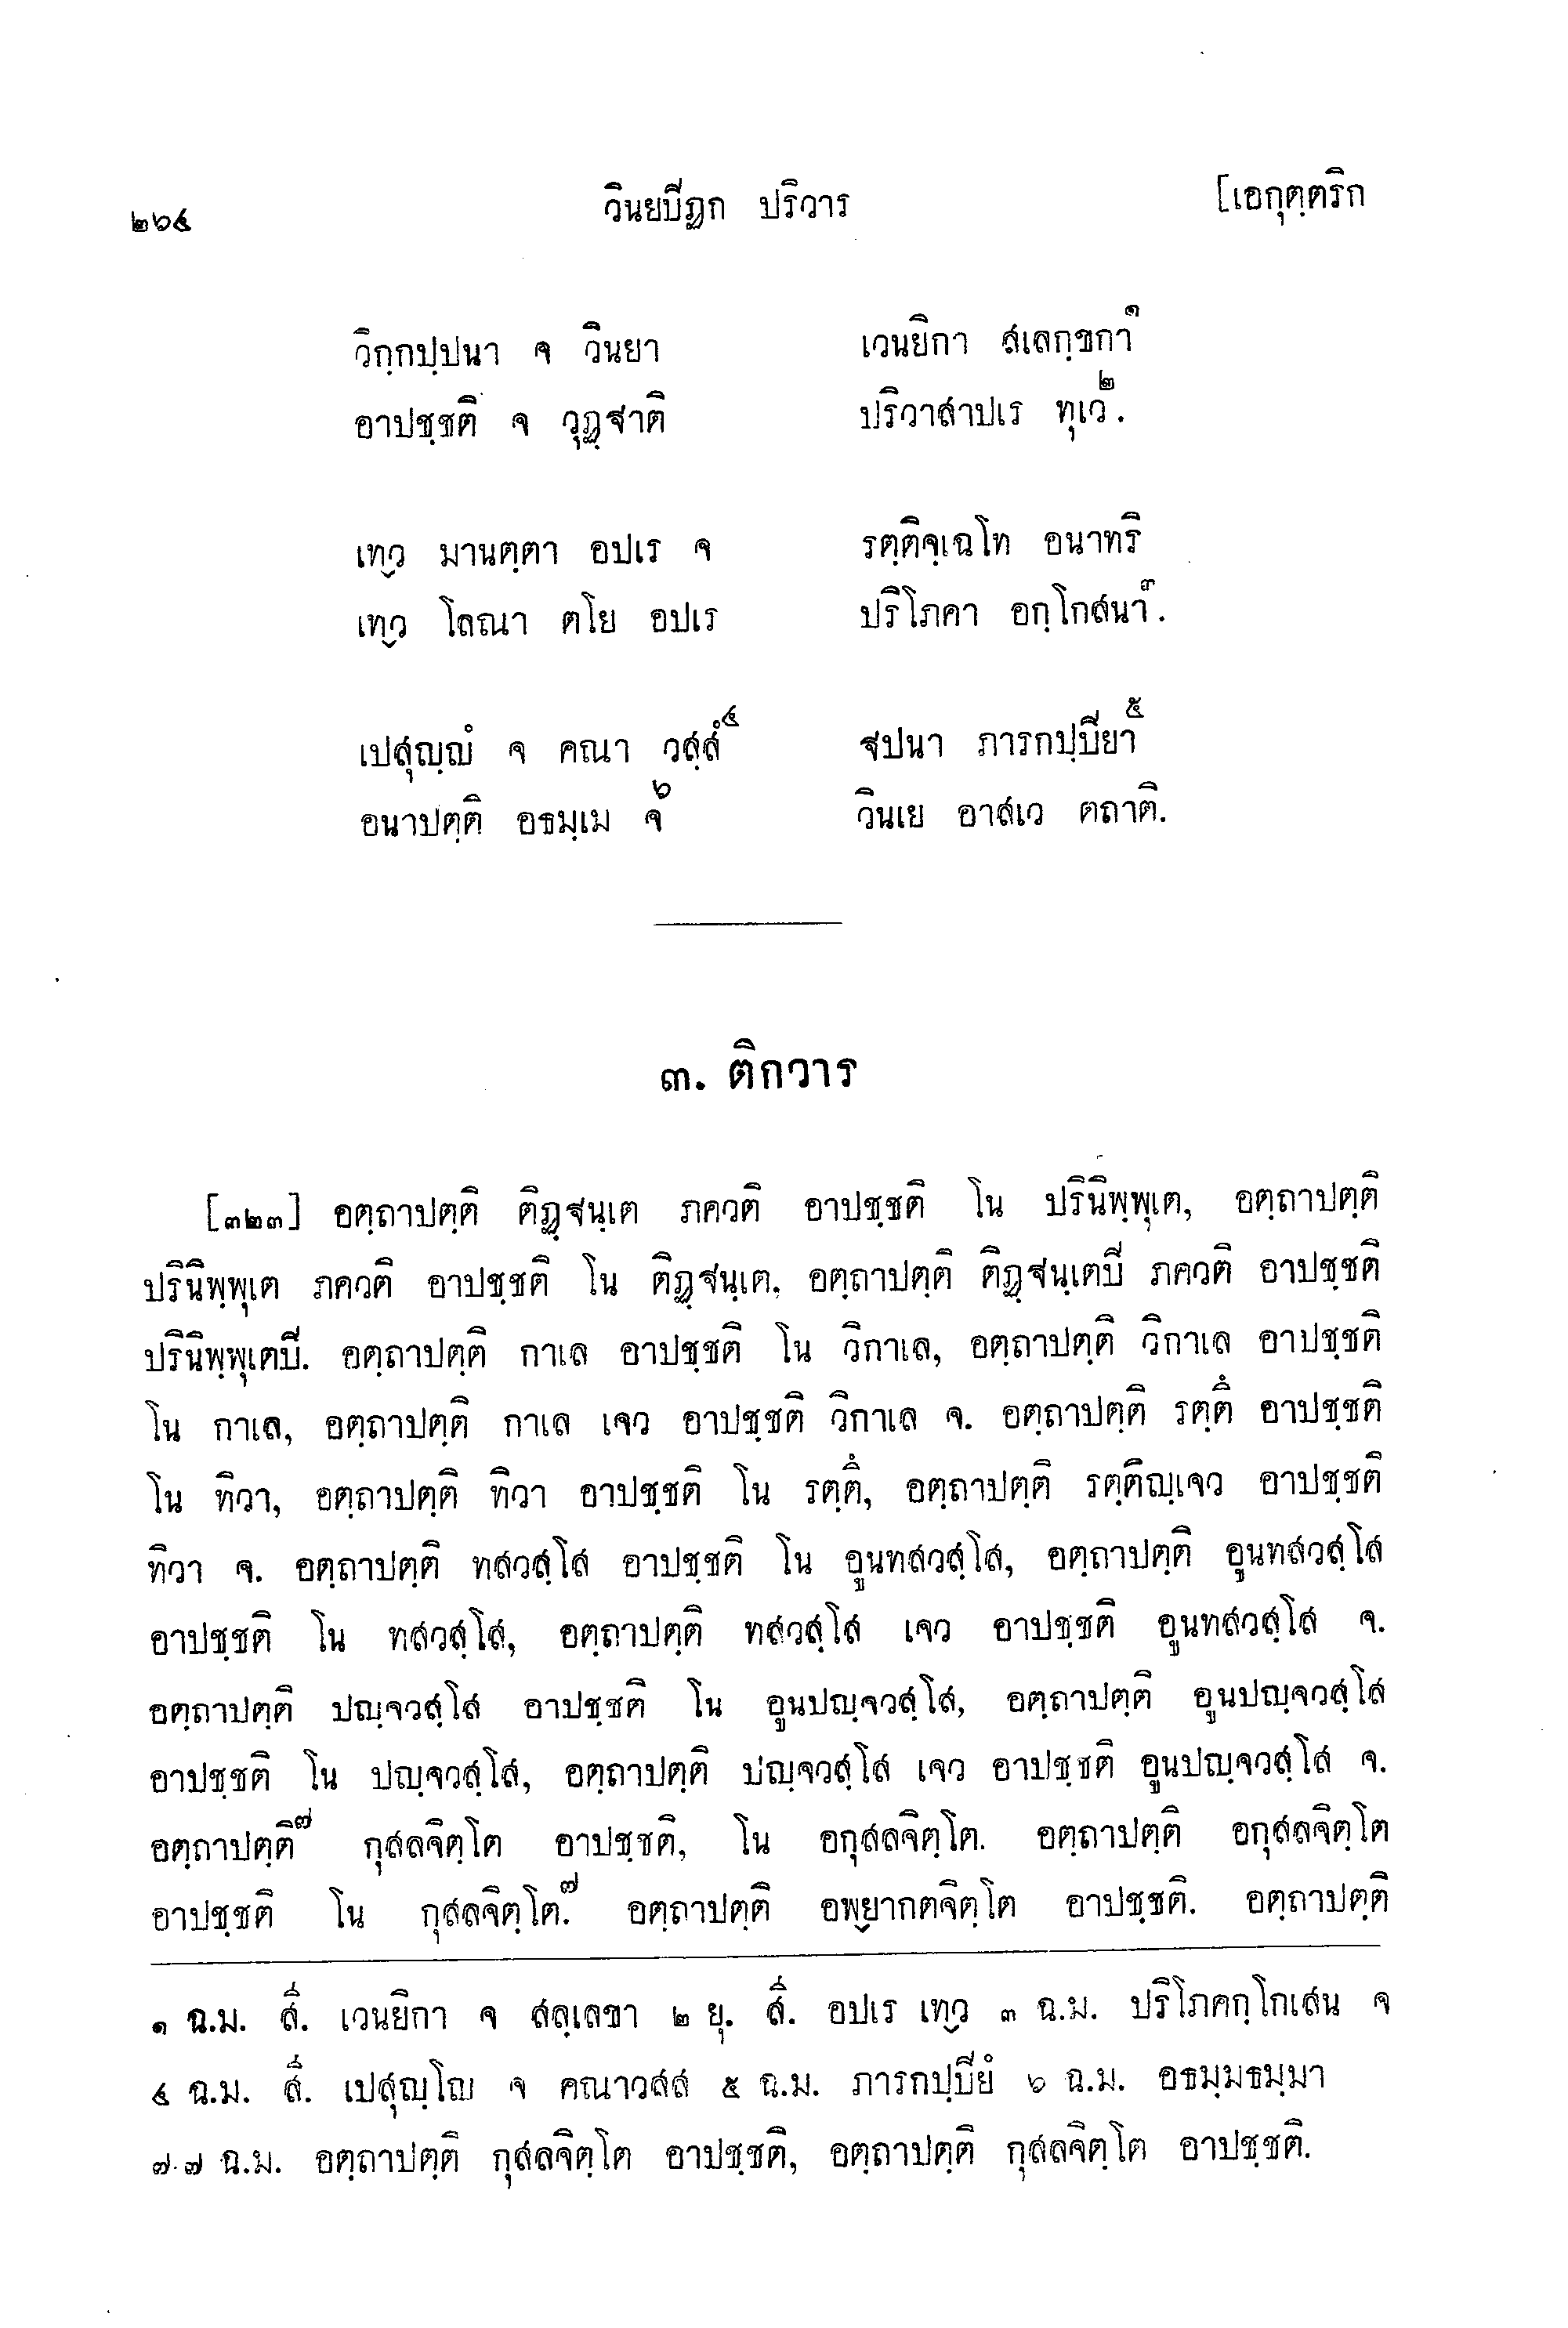 ๒๖๔ วินยปิฏก ปริวาร [เอกุตฺตริก
วิกฺกปฺปนา จ วินยา เวนยิกา สเลกฺขกา๑
อาปชฺชติ จ วุฏฺฐาติ ปริวาสาปเร ทุเว๒.
เทฺว มานตฺตา อปเร จ รตฺติจฺเฉโท อนาทริ
เทฺว โลณา ตโย อปเร ปริโภคา อกฺโกสนา๓.
เปสุญฺญํ จ คณา วสฺสํ๔ ฐปนา ภารกปฺปิยา๕
อนาปตฺติ อธมฺเม จ๖ วินเย อาสเว ตถาติ.
๓. ติกวาร
[๓๒๓] อตฺถาปตฺติ ติฏฺฐนฺเต ภควติ อาปชฺชติ โน ปรินิพฺพุเต, อตฺถาปตฺติ
ปรินิพฺพุเต ภควติ อาปชฺชติ โน ติฏฺฐนฺเต, อตฺถาปตฺติ ติฏฺฐนฺเตปิ ภควติ อาปชฺชติ
ปรินิพฺพุเตปิ. อตฺถาปตฺติ กาเล อาปชฺชติ โน วิกาเล, อตฺถาปตฺติ วิกาเล อาปชฺชติ
โน กาเล, อตฺถาปตฺติ กาเล เจว อาปชฺชติ วิกาเล จ. อตฺถาปตฺติ รตฺตึ อาปชฺชติ
โน ทิวา, อตฺถาปตฺติ ทิวา อาปชฺชติ โน รตฺตึ, อตฺถาปตฺติ รตฺติญฺเจว อาปชฺชติ
ทิวา จ. อตฺถาปตฺติ ทสวสฺโส อาปชฺชติ โน อูนทสวสฺโส, อตฺถาปตฺติ อูนทสวสฺโส
อาปชฺชติ โน ทสวสฺโส, อตฺถาปตฺติ ทสวสฺโส เจว อาปชฺชติ อูนทสวสฺโส จ.
อตฺถาปตฺติ ปญฺจวสฺโส อาปชฺชติ โน อูนปญฺจวสฺโส, อตฺถาปตฺติ อูนปญฺจวสฺโส
อาปชฺชติ โน ปญฺจวสฺโส, อตฺถาปตฺติ ปญฺจวสฺโส เจว อาปชฺชติ อูนปญฺจวสฺโส จ.
อตฺถาปตฺติ๗ กุสลจิตฺโต อาปชฺชติ, โน อกุสลจิตฺโต. อตฺถาปตฺติ อกุสลจิตฺโต
อาปชฺชติ โน กุสลจิตฺโต.๗ อตฺถาปตฺติ อพฺยากตจิตฺโต อาปชฺชติ. อตฺถาปตฺติ
๑ ฉ.ม. สี่. เวนยิกา จ สลฺเลขา ๒ ยุ. สี่. อปเร เทฺว ๓ ฉ.ม. ปริโภคกฺโกเสน จ
๔ ฉ.ม. สี่. เปสุญฺโญ จ คณาวสส ๕ ฉ.ม. ภารกปฺปิยํ ๖ ฉ.ม. อธมฺมธมฺมา
๗.๗ ฉ.ม. อตฺถาปตฺติ กุสลจิตฺโต อาปชฺชติ, อตฺถาปตฺติ กุสลจิตฺโต อาปชฺชติ.